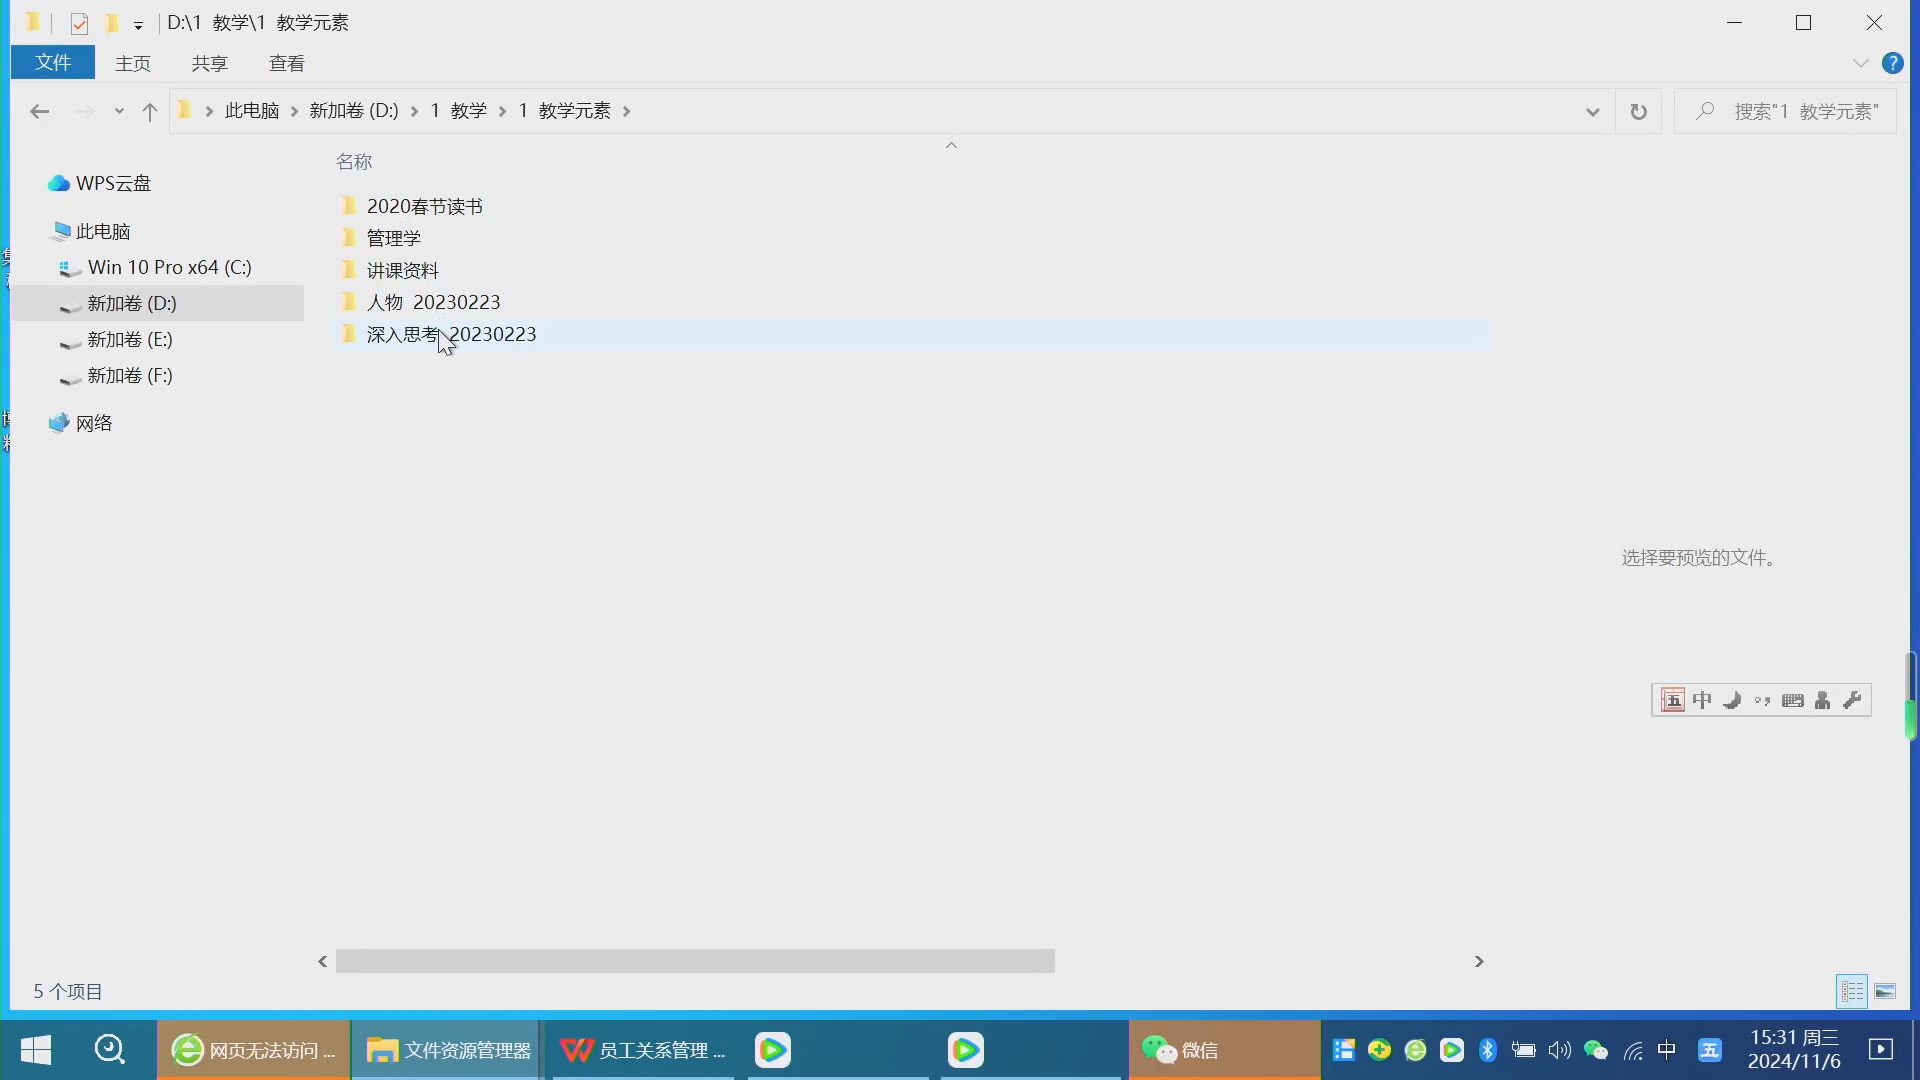 D:\1 教学\1 教学元素
文件 主页 共享 查看
此电脑 新加卷 (D:) 1 教学 1 教学元素
搜索"1 教学元素"
名称
WPS云盘
此电脑
Win 10 Pro x64 (C:)
新加卷 (D:)
新加卷 (E:)
新加卷 (F:)
网络
2020春节读书
管理学
讲课资料
人物 20230223
深入思考 20230223
选择要预览的文件。
五 中
5 个项目
网页无法访问 ...
文件资源管理器
员工关系管理 ...
微信
中
五
15:31 周三
2024/11/6